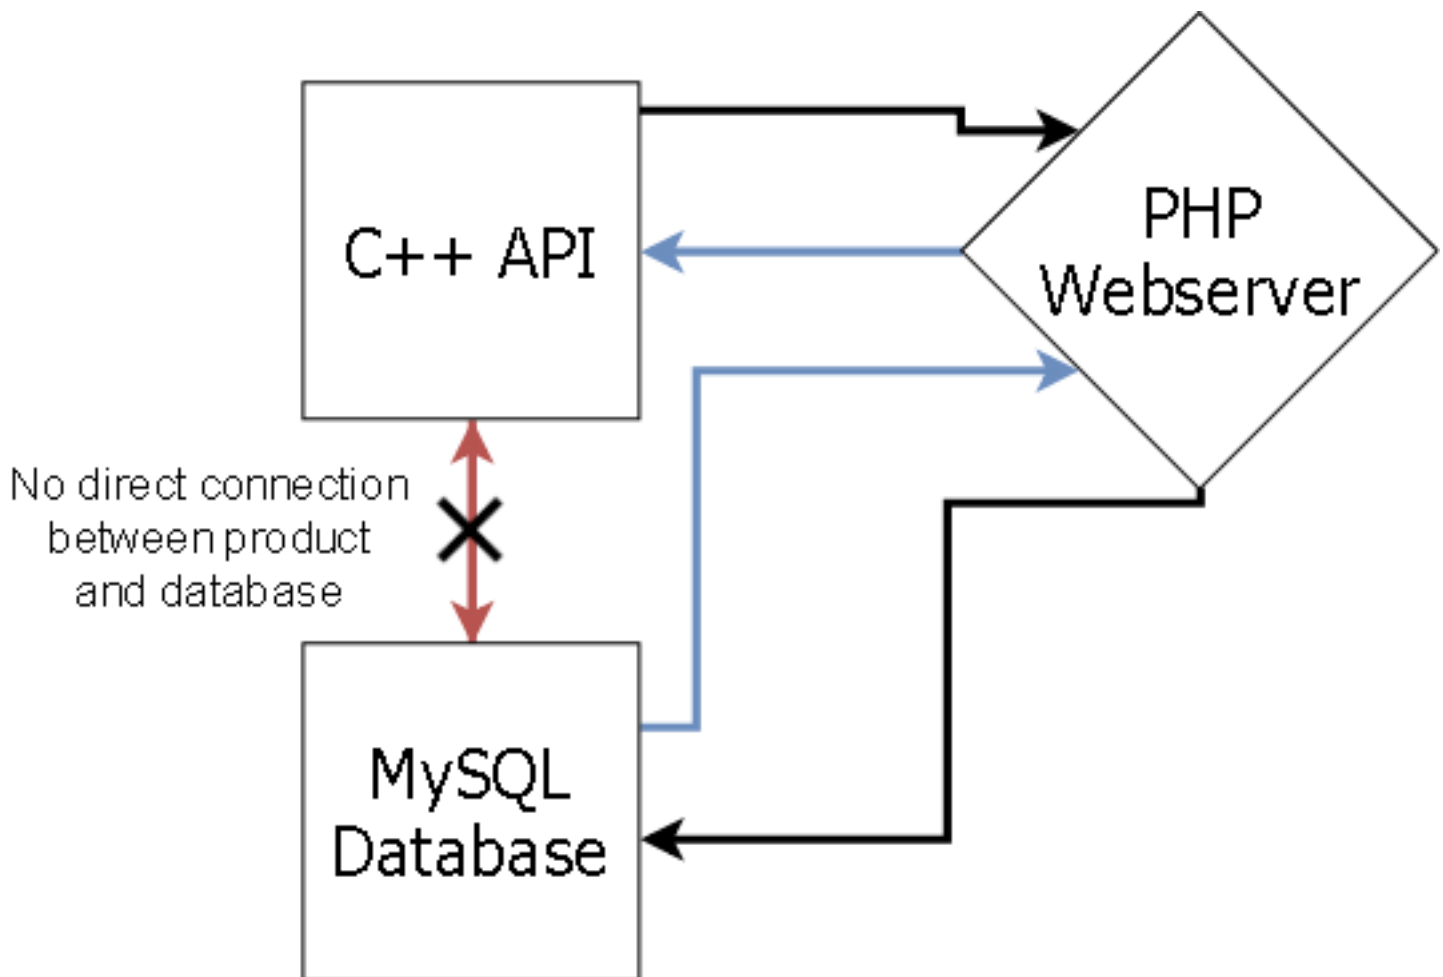 C++ API
PHP
Webserver
No direct connection
between product
and database
MySQL
Database